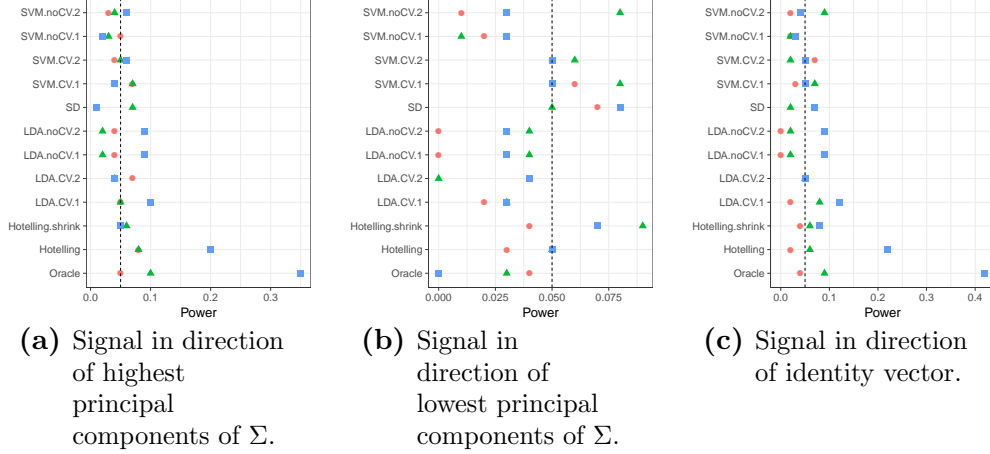 SVM.noCV.2
SVM.noCV.1
SVM.CV.2
SVM.CV.1
SD
LDA.noCV.2
LDA.noCV.1
LDA.CV.2
LDA.CV.1
Hotelling.shrink
Hotelling
Oracle
0.0 0.1 0.2 0.3
Power
(a) Signal in direction
of highest
principal
components of Σ.
SVM.noCV.2
SVM.noCV.1
SVM.CV.2
SVM.CV.1
SD
LDA.noCV.2
LDA.noCV.1
LDA.CV.2
LDA.CV.1
Hotelling.shrink
Hotelling
Oracle
0.000 0.025 0.050 0.075
Power
(b) Signal in
direction of
lowest principal
components of Σ.
SVM.noCV.2
SVM.noCV.1
SVM.CV.2
SVM.CV.1
SD
LDA.noCV.2
LDA.noCV.1
LDA.CV.2
LDA.CV.1
Hotelling.shrink
Hotelling
Oracle
0.0 0.1 0.2 0.3 0.4
Power
(c) Signal in direction
of identity vector.